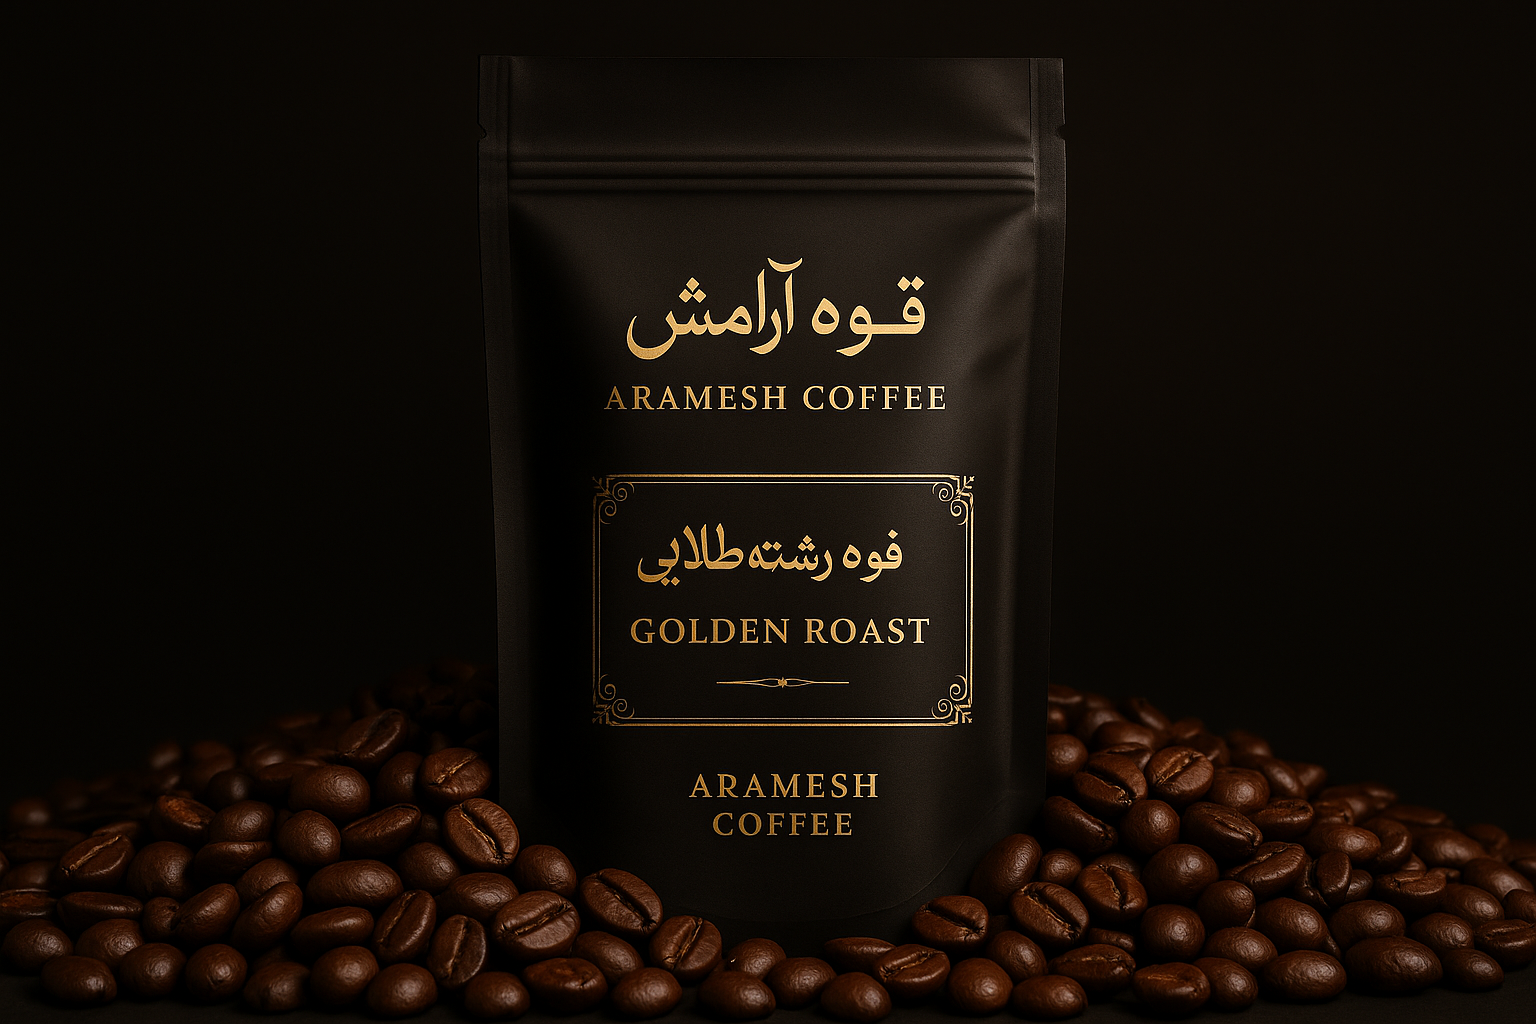 قوه آرامش
ARAMESH COFFEE
فوه رشته طلایی
GOLDEN ROAST
ARAMESH
COFFEE